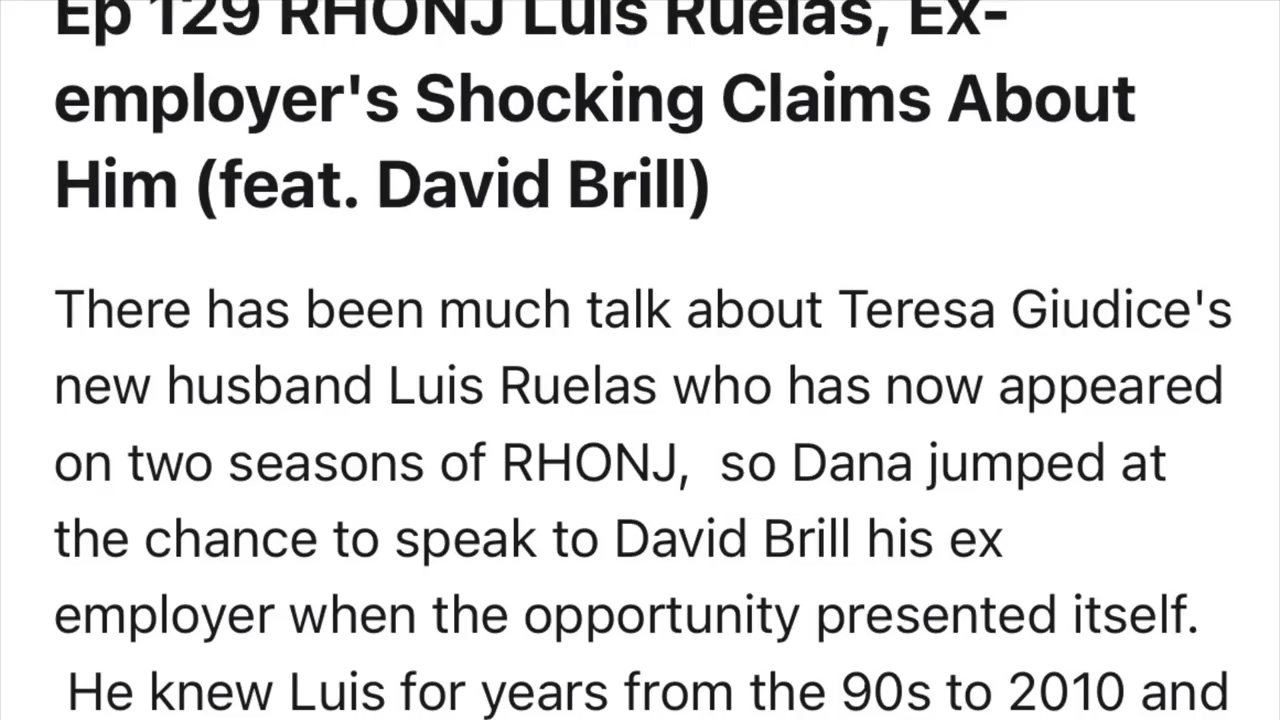 Ep 129 RHONJ Luis Ruelas, Ex-
employer's Shocking Claims About
Him (feat. David Brill)
There has been much talk about Teresa Giudice's
new husband Luis Ruelas who has now appeared
on two seasons of RHONJ,  so Dana jumped at
the chance to speak to David Brill his ex
employer when the opportunity presented itself.
He knew Luis for years from the 90s to 2010 and